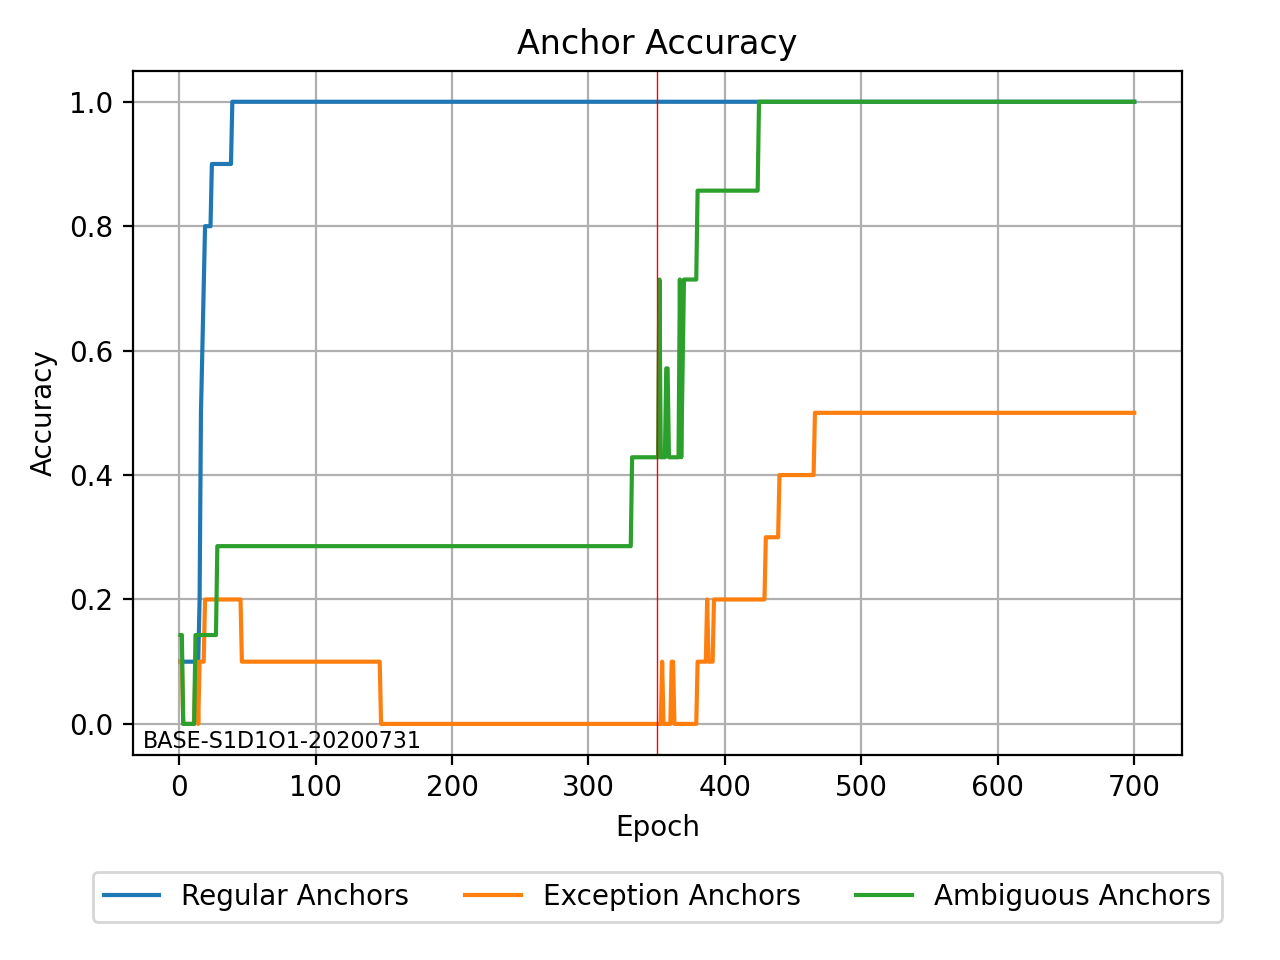 Anchor Accuracy
1.0
0.8
0.6
0.4
0.2
0.0
Accuracy
BASE-S1D1O1-20200731
0 100 200 300 400 500 600 700
Epoch
Regular Anchors Exception Anchors Ambiguous Anchors